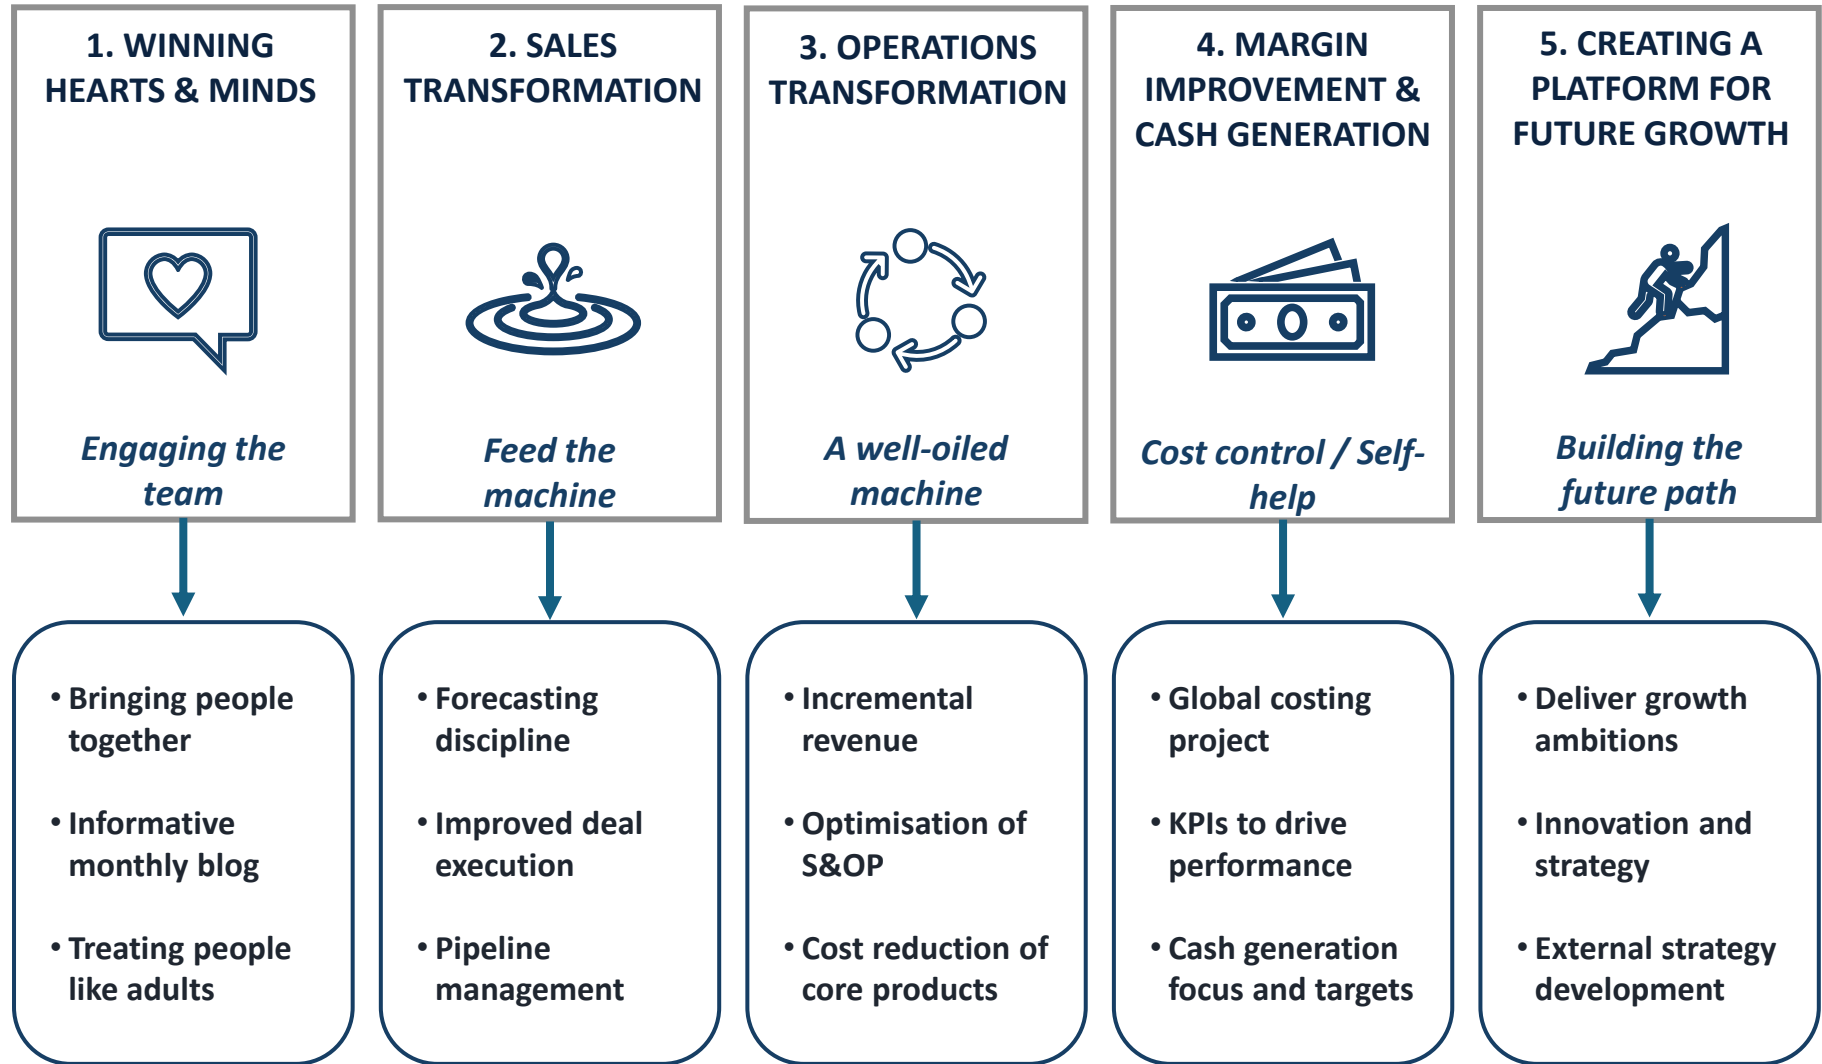 1. WINNING
HEARTS & MINDS
Engaging the
team
• Bringing people
together
• Informative
monthly blog
• Treating people
like adults
2. SALES
TRANSFORMATION
Feed the
machine
• Forecasting
discipline
• Improved deal
execution
• Pipeline
management
3. OPERATIONS
TRANSFORMATION
A well-oiled
machine
• Incremental
revenue
• Optimisation of
S&OP
• Cost reduction of
core products
4. MARGIN
IMPROVEMENT &
CASH GENERATION
Cost control / Self-
help
• Global costing
project
• KPIs to drive
performance
• Cash generation
focus and targets
5. CREATING A
PLATFORM FOR
FUTURE GROWTH
Building the
future path
• Deliver growth
ambitions
• Innovation and
strategy
• External strategy
development